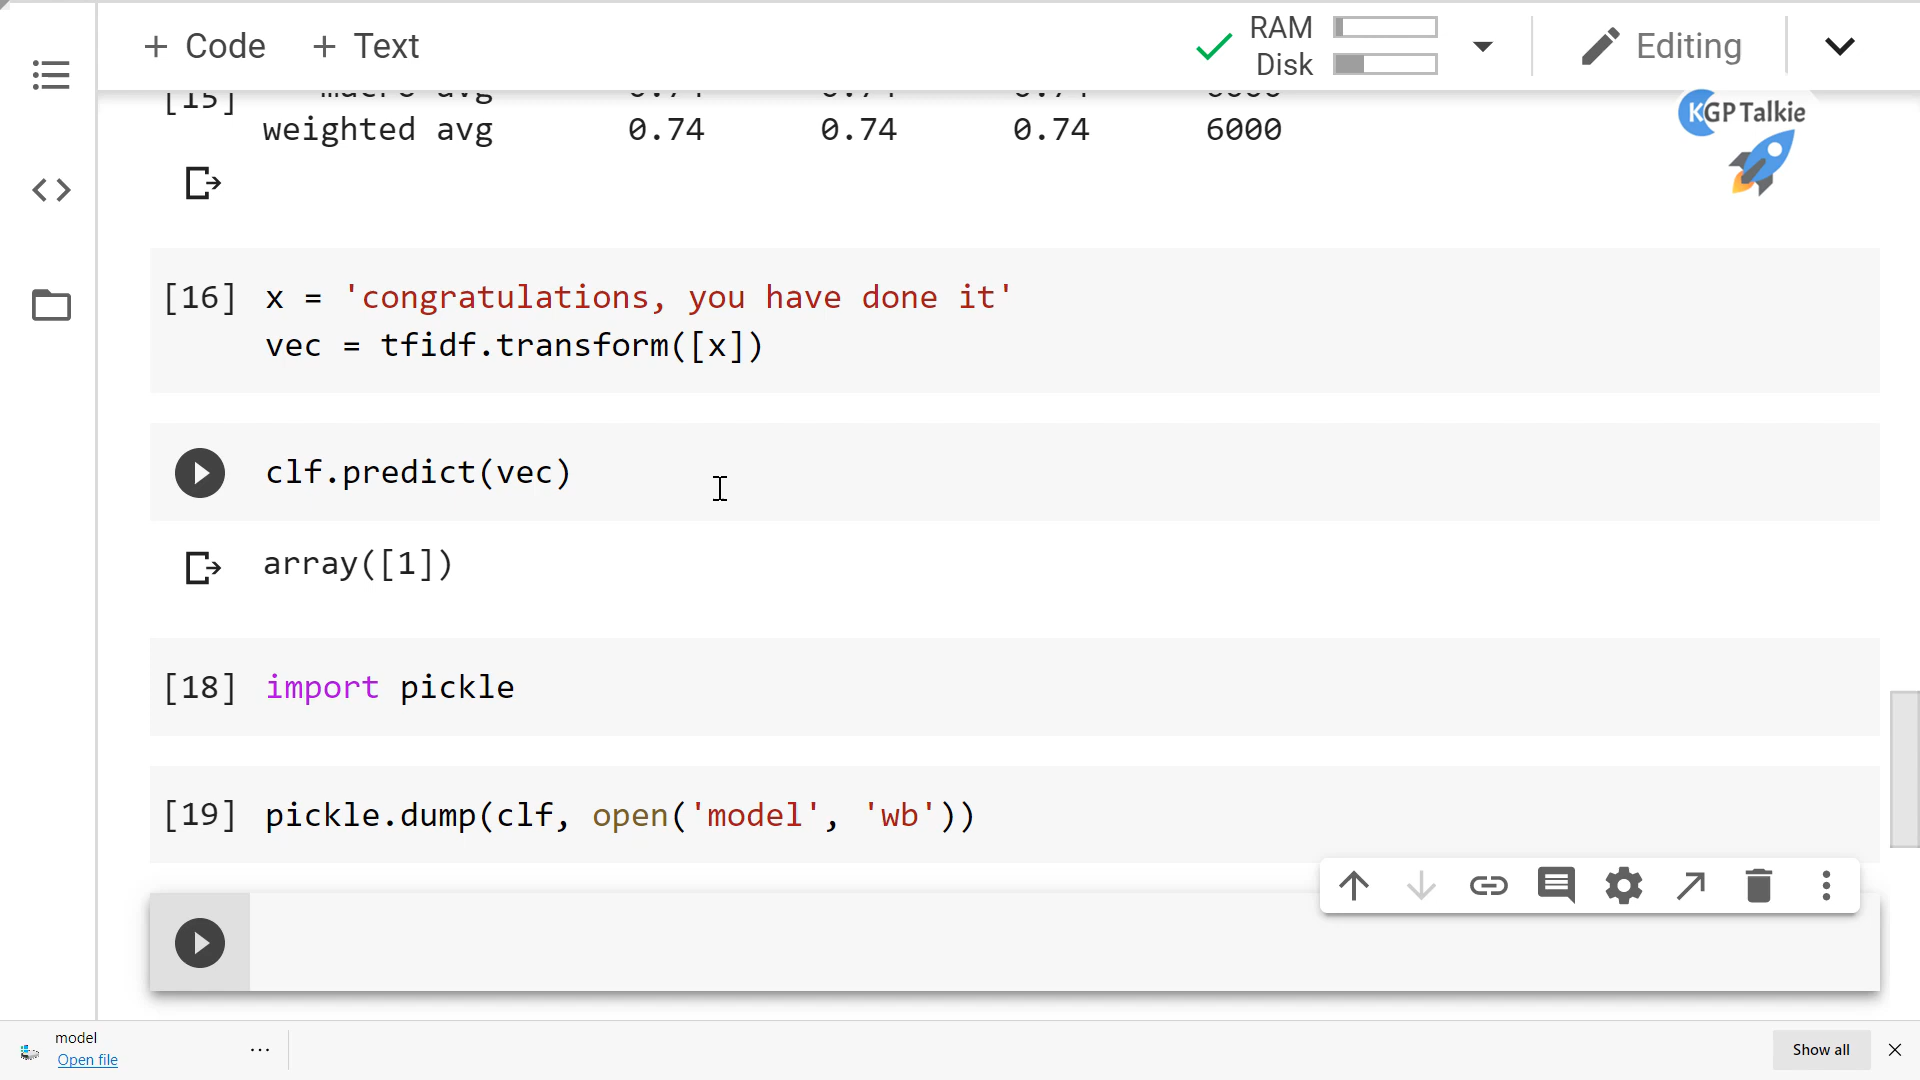 + Code + Text
RAM
Disk
Editing
[15] macro avg 0.74 0.74 0.74 6000
weighted avg 0.74 0.74 0.74 6000
KGP Talkie
[16] x = 'congratulations, you have done it'
vec = tfidf.transform([x])
clf.predict(vec)
array([1])
[18] import pickle
[19] pickle.dump(clf, open('model', 'wb'))
model
Open file
Show all